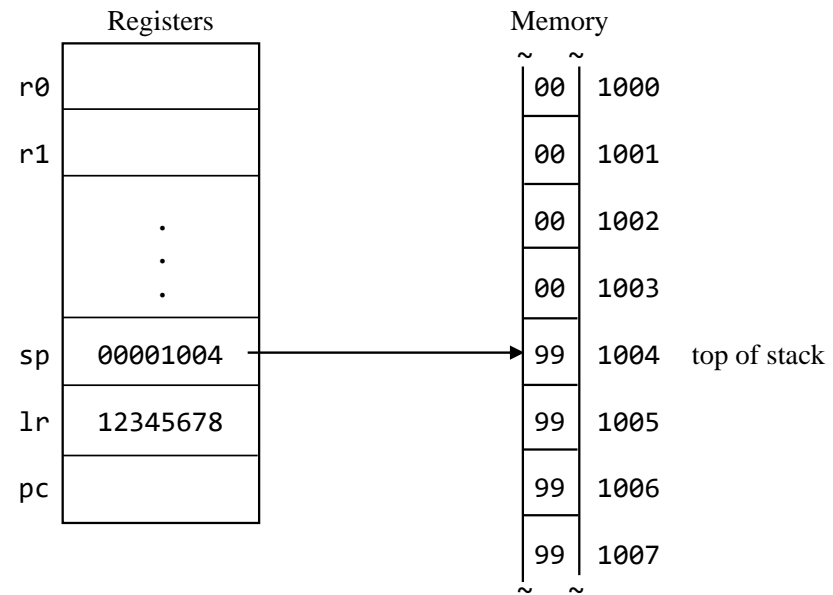 Registers Memory
~ ~
r0 00 1000
r1 00 1001
. 00 1002
.
. 00 1003
sp 00001004 99 1004 top of stack
lr 12345678 99 1005
pc 99 1006
99 1007
~ ~